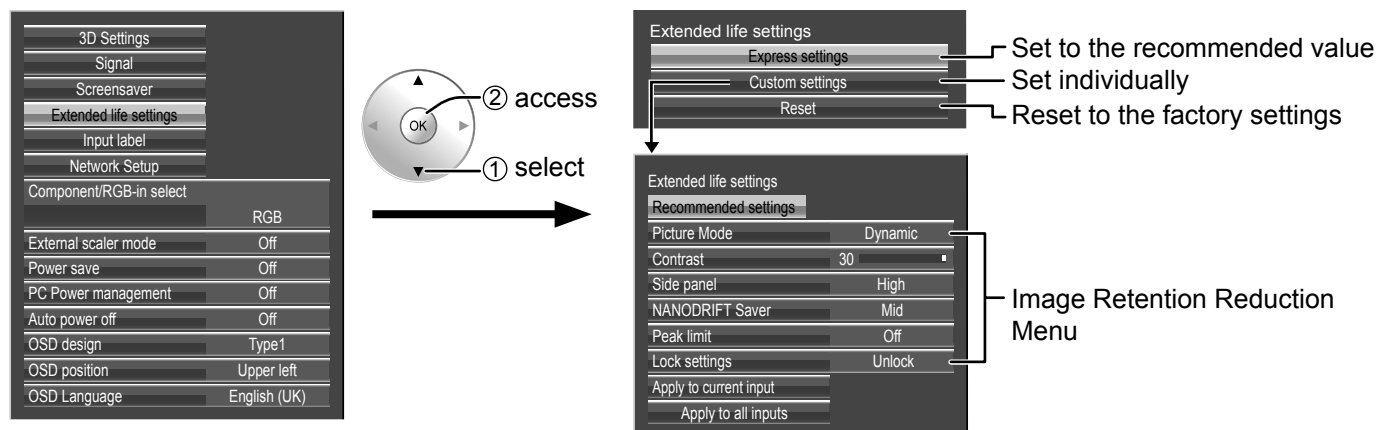 3D Settings
Signal
Screensaver
Extended life settings
Input label
Network Setup
Component/RGB-in select
RGB
External scaler mode Off
Power save Off
PC Power management Off
Auto power off Off
OSD design Type1
OSD position Upper left
OSD Language English (UK)
OK
② access
① select
Extended life settings
Express settings
Custom settings
Reset
Set to the recommended value
Set individually
Reset to the factory settings
Extended life settings
Recommended settings
Picture Mode Dynamic
Contrast 30
Side panel High
NANODRIFT Saver Mid
Peak limit Off
Lock settings Unlock
Apply to current input
Apply to all inputs
Image Retention Reduction
Menu